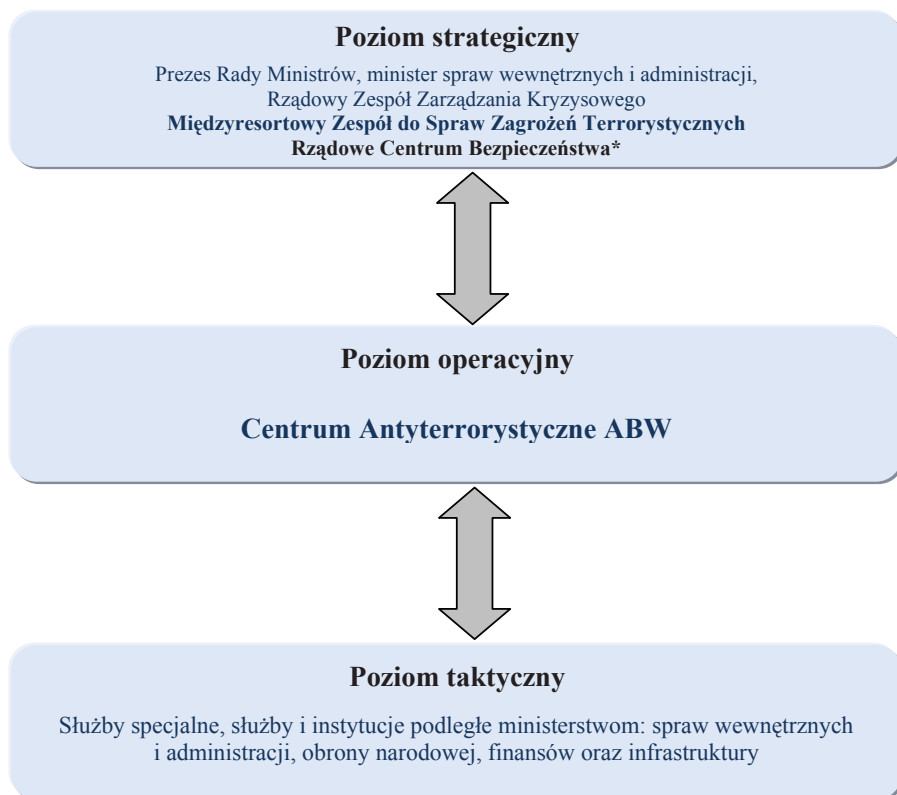 Poziom strategiczny
Prezes Rady Ministrów, minister spraw wewnętrznych i administracji,
Rządowy Zespół Zarządzania Kryzysowego
Międzyresortowy Zespół do Spraw Zagrożeń Terrorystycznych
Rządowe Centrum Bezpieczeństwa*
Poziom operacyjny
Centrum Antyterrorystyczne ABW
Poziom taktyczny
Służby specjalne, służby i instytucje podległe ministerstwom: spraw wewnętrznych
i administracji, obrony narodowej, finansów oraz infrastruktury